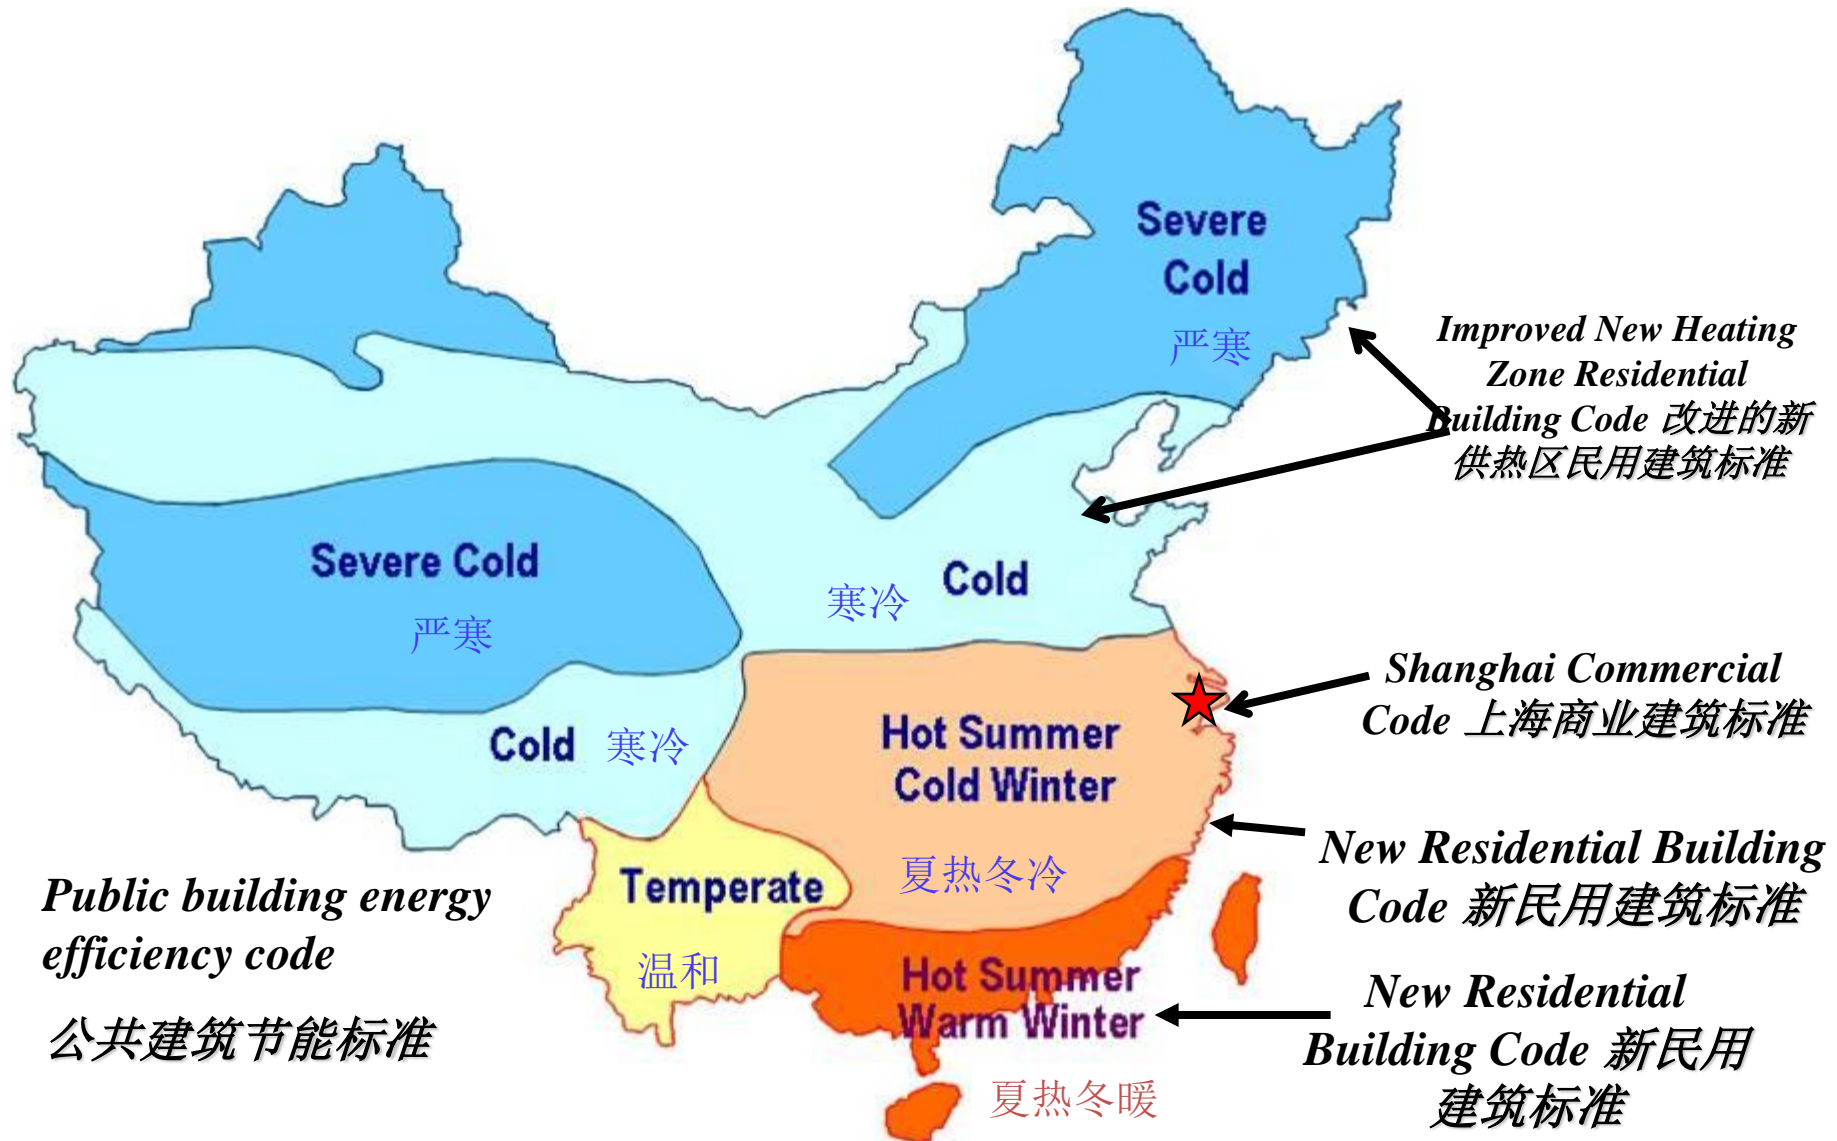 Severe
Cold
严寒
Improved New Heating
Zone Residential
Building Code 改进的新
供热区民用建筑标准
Severe Cold
严寒
Cold
寒冷
Shanghai Commercial
Code 上海商业建筑标准
Cold 寒冷
Hot Summer
Cold Winter
夏热冬冷
New Residential Building
Code 新民用建筑标准
Temperate
温和
Public building energy
efficiency code
公共建筑节能标准
Hot Summer
Warm Winter
夏热冬暖
New Residential
Building Code 新民用
建筑标准